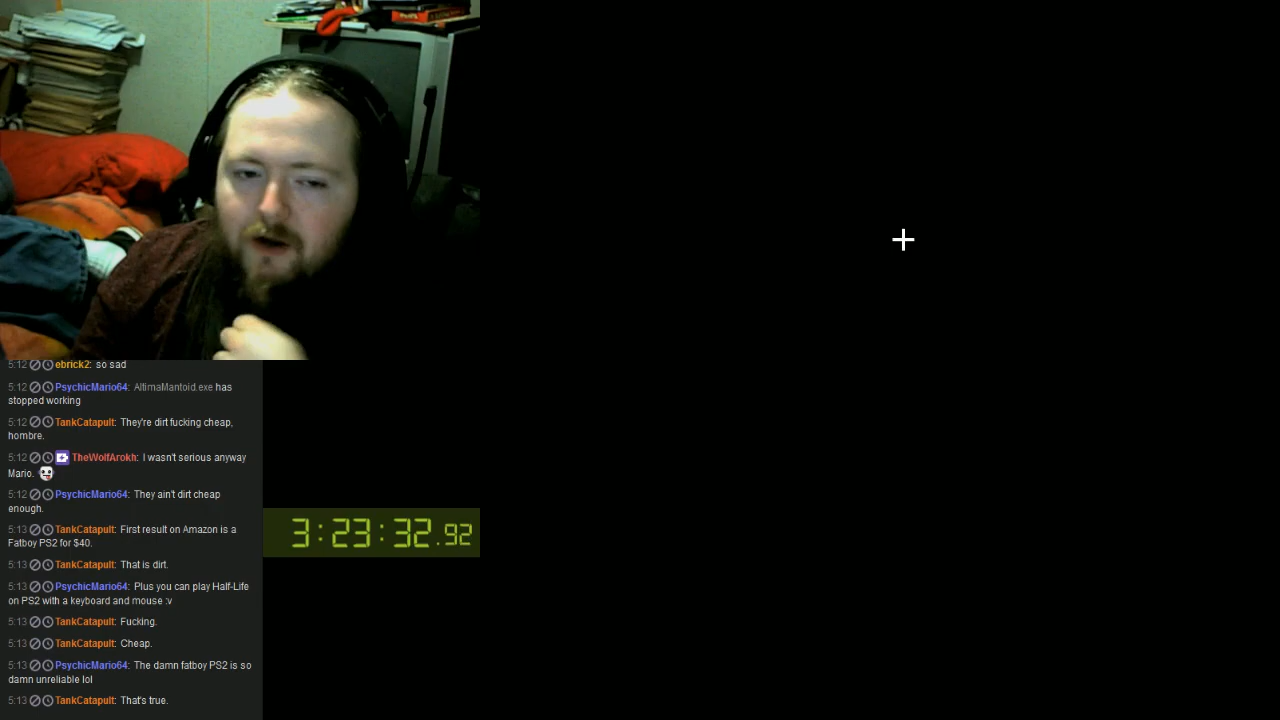 5:12 ebrick2: so sad
5:12 PsychicMario64: AltimaMantoid.exe has
stopped working
5:12 TankCatapult: They're dirt fucking cheap,
hombre.
5:12 TheWolfArokh: I wasn't serious anyway
Mario.
5:12 PsychicMario64: They ain't dirt cheap
enough.
5:13 TankCatapult: First result on Amazon is a
Fatboy PS2 for $40.
5:13 TankCatapult: That is dirt.
5:13 PsychicMario64: Plus you can play Half-Life
on PS2 with a keyboard and mouse :v
5:13 TankCatapult: Fucking.
5:13 TankCatapult: Cheap.
5:13 PsychicMario64: The damn fatboy PS2 is so
damn unreliable lol
5:13 TankCatapult: That's true.
3:23:32.92